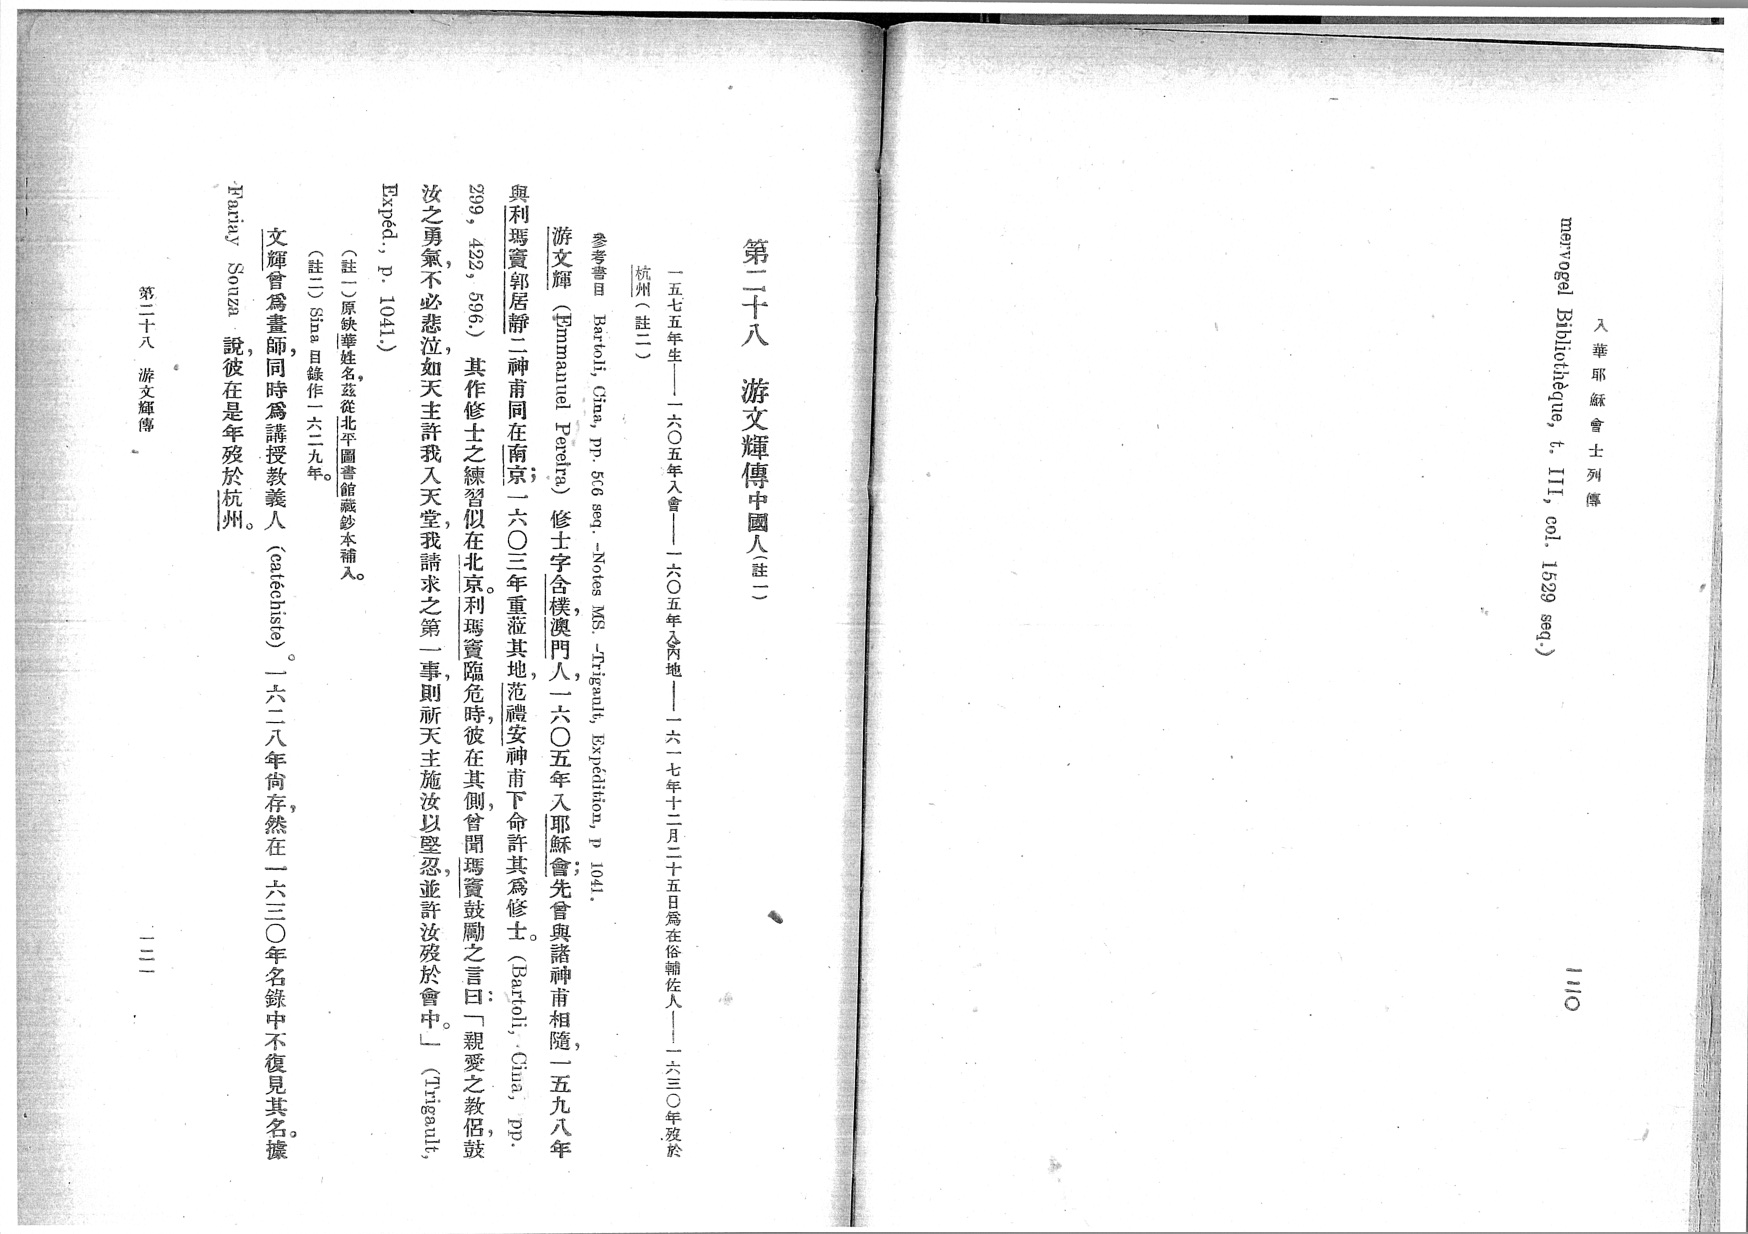 入華耶穌會士列傳
一二〇
mervogel Bibliothèque, t. III, col. 1529 seq.)
第二十八 游文輝傳中國人(註一)
一五七五年生——一六〇五年入會——一六〇五年入內地——一六一七年十二月二十五日爲在俗輔佐人——一六三〇年歿於
杭州(註二)
參考書目 Bartoli, Cina, pp. 506 seq. -Notes MS. -Trigault, Expédition, p 1041.
游文輝 (Emmanuel Pereira) 修士字含樸,澳門人,一六〇五年入耶穌會;先曾與諸神甫相隨,一五九八年
與利瑪竇郭居靜二神甫同在南京;一六〇三年重蒞其地,范禮安神甫下命許其爲修士。(Bartoli, Cina, pp.
299, 422, 596.) 其作修士之練習似在北京。利瑪竇臨危時,彼在其側,曾聞瑪竇鼓勵之言曰:「親愛之教侶,鼓
汝之勇氣,不必悲泣,如天主許我入天堂,我請求之第一事,則祈天主施汝以堅忍,並許汝歿於會中。」 (Trigault,
Expéd., p. 1041.)
(註一)原缺華姓名,茲從北平圖書館藏鈔本補入。
(註二)Sina 目錄作一六二九年。
文輝曾爲畫師,同時爲講授教義人 (catéchiste)。一六二八年尚存,然在一六三〇年名錄中不復見其名。據
Fariay Souza 說,彼在是年歿於杭州。
第二十八 游文輝傳
一二一